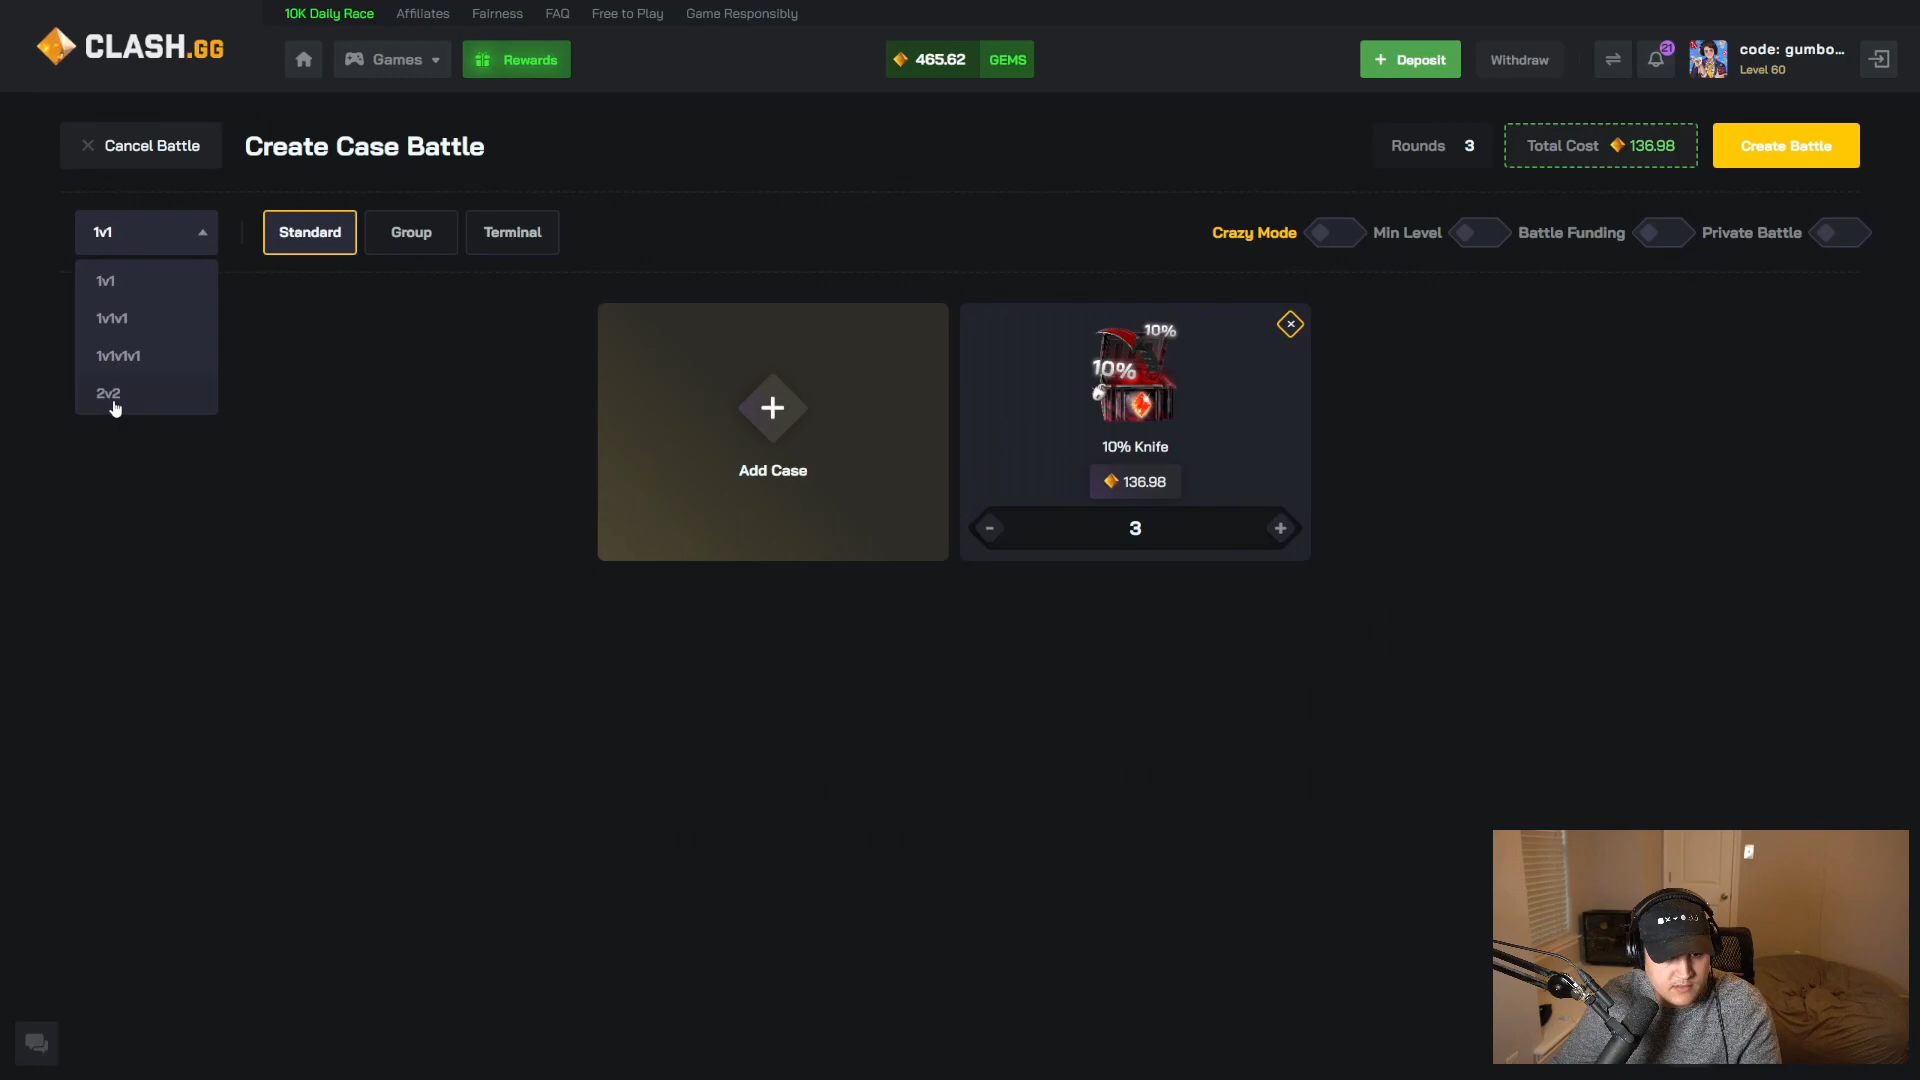 10K Daily Race Affiliates Fairness FAQ Free to Play Game Responsibly
CLASH.GG
Games Rewards 465.62 GEMS + Deposit Withdraw 21 code: gumbo...
Level 60
Cancel Battle Create Case Battle Rounds 3 Total Cost 136.98 Create Battle
1v1 Standard Group Terminal Crazy Mode Min Level Battle Funding Private Battle
1v1
1v1v1
1v1v1v1
2v2
+
Add Case
10%
10%
10% Knife
136.98
- 3 +